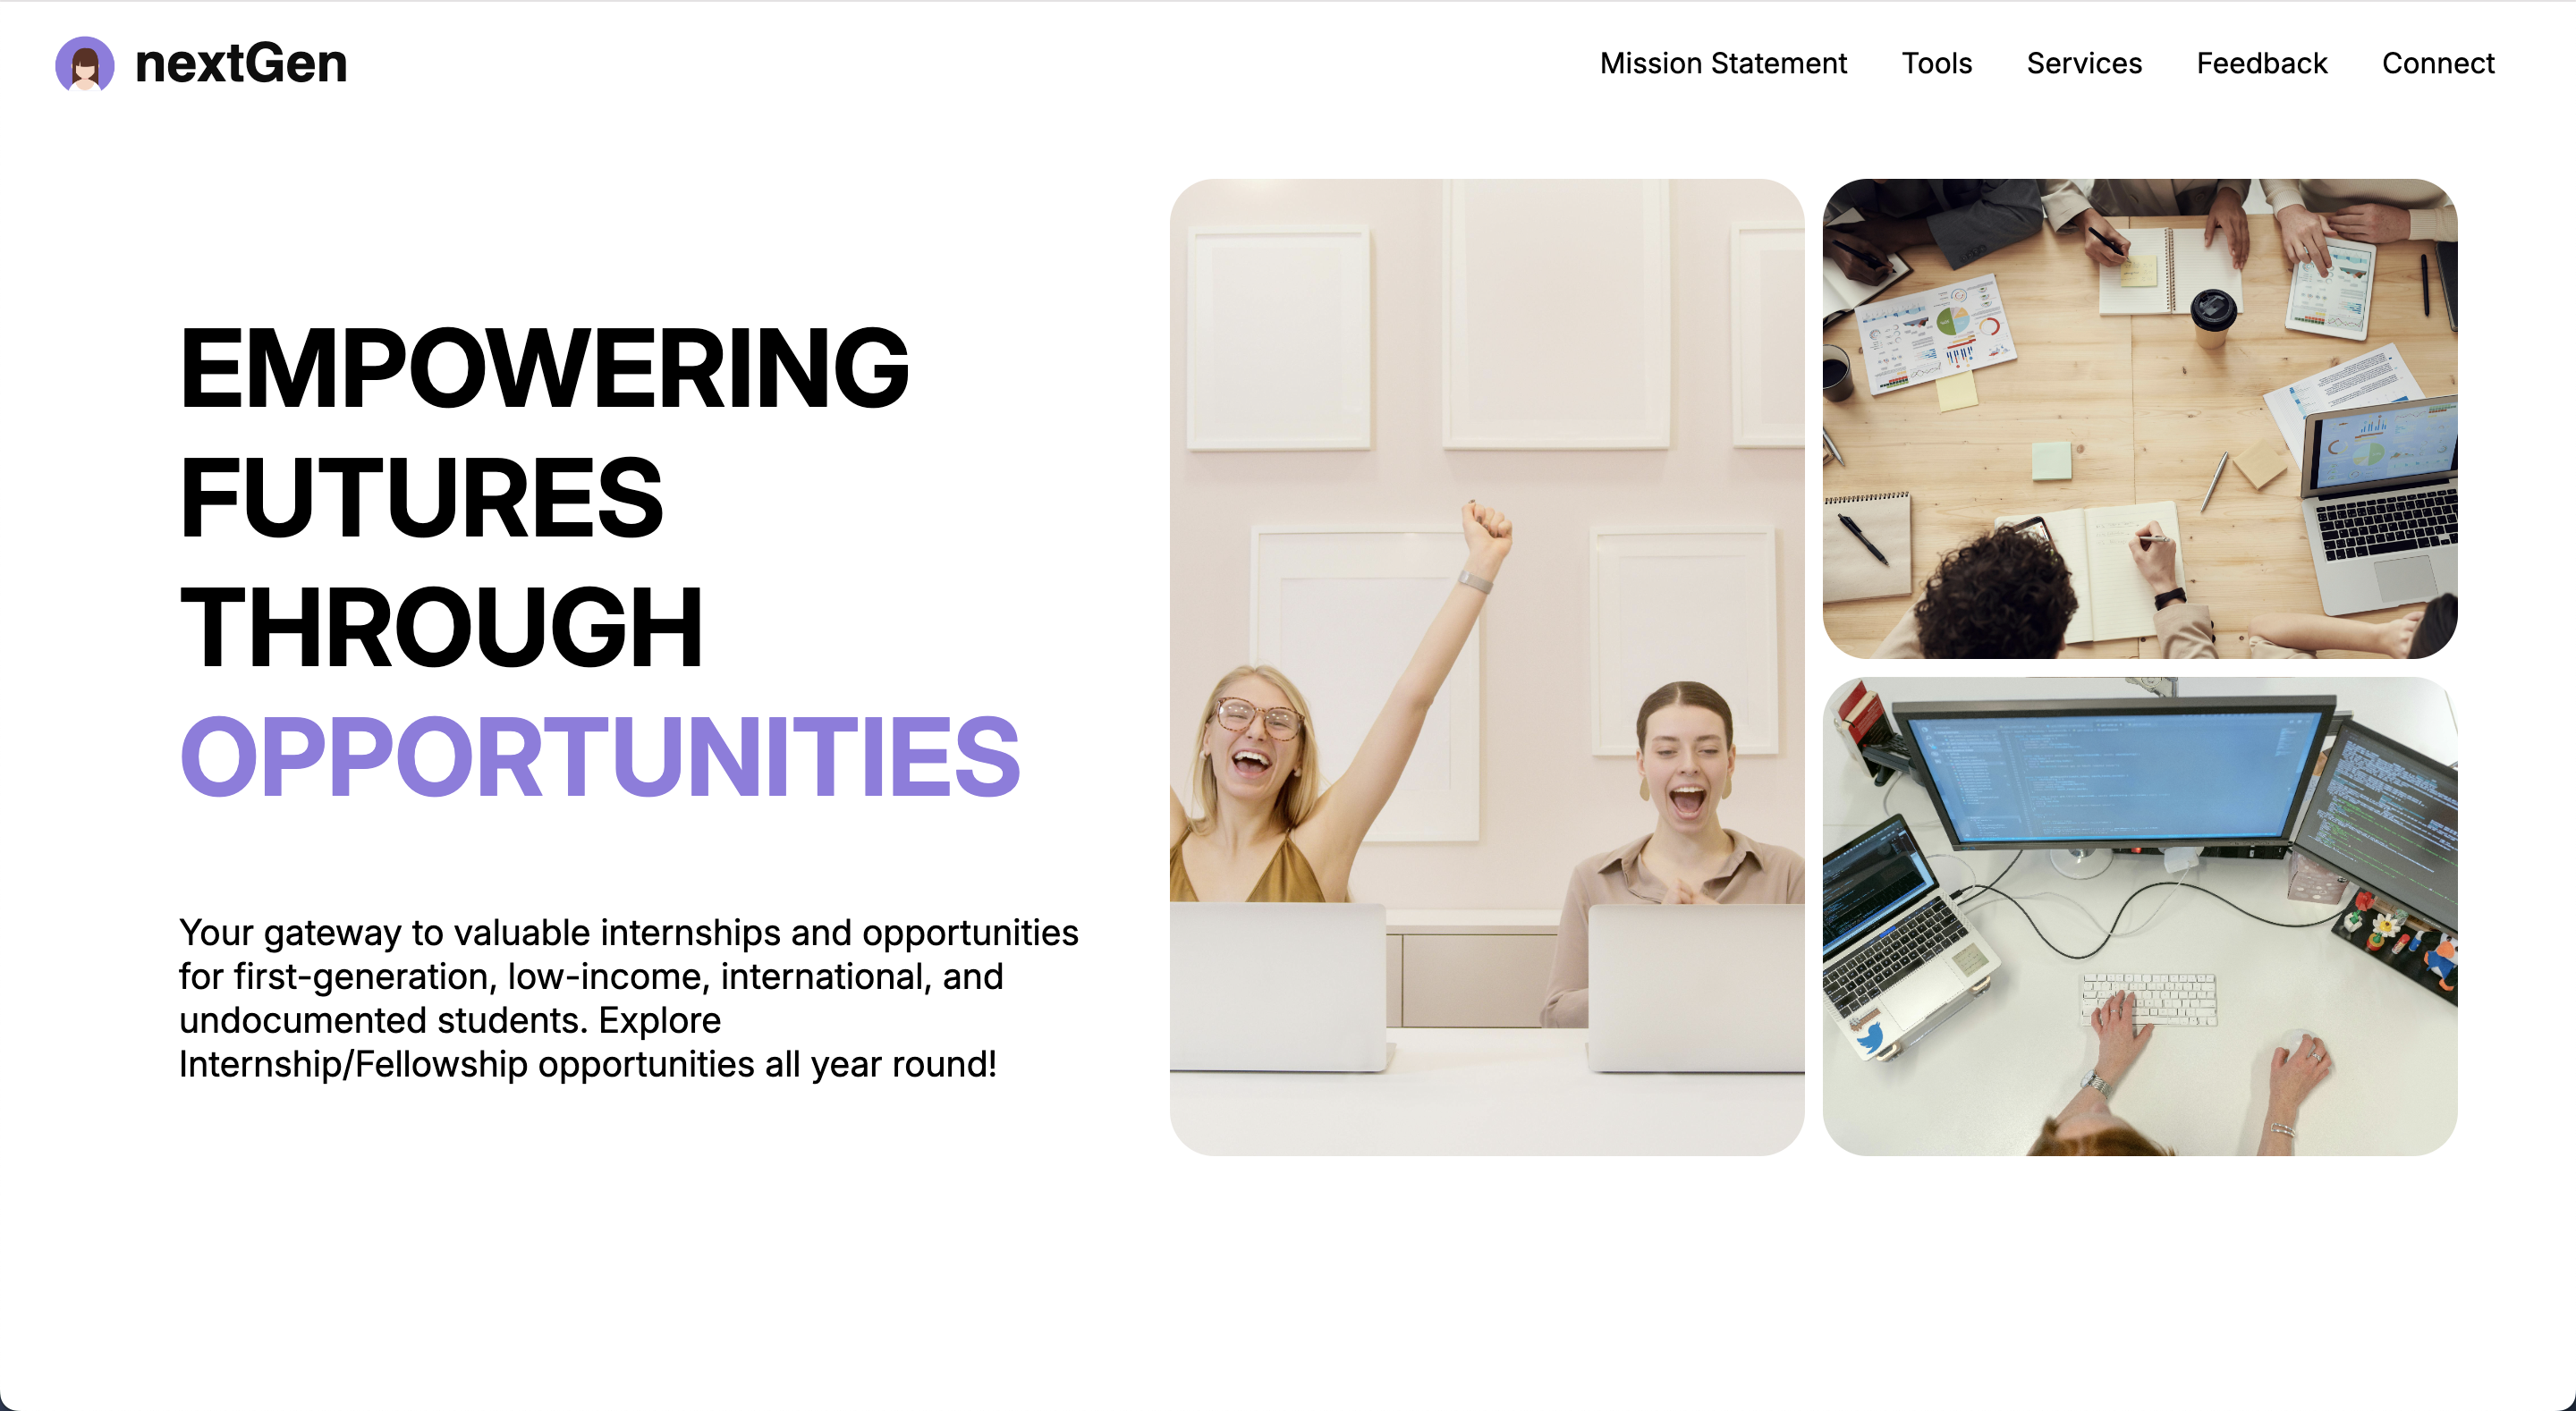 nextGen
Mission Statement Tools Services Feedback Connect
EMPOWERING
FUTURES
THROUGH
OPPORTUNITIES
Your gateway to valuable internships and opportunities
for first-generation, low-income, international, and
undocumented students. Explore
Internship/Fellowship opportunities all year round!